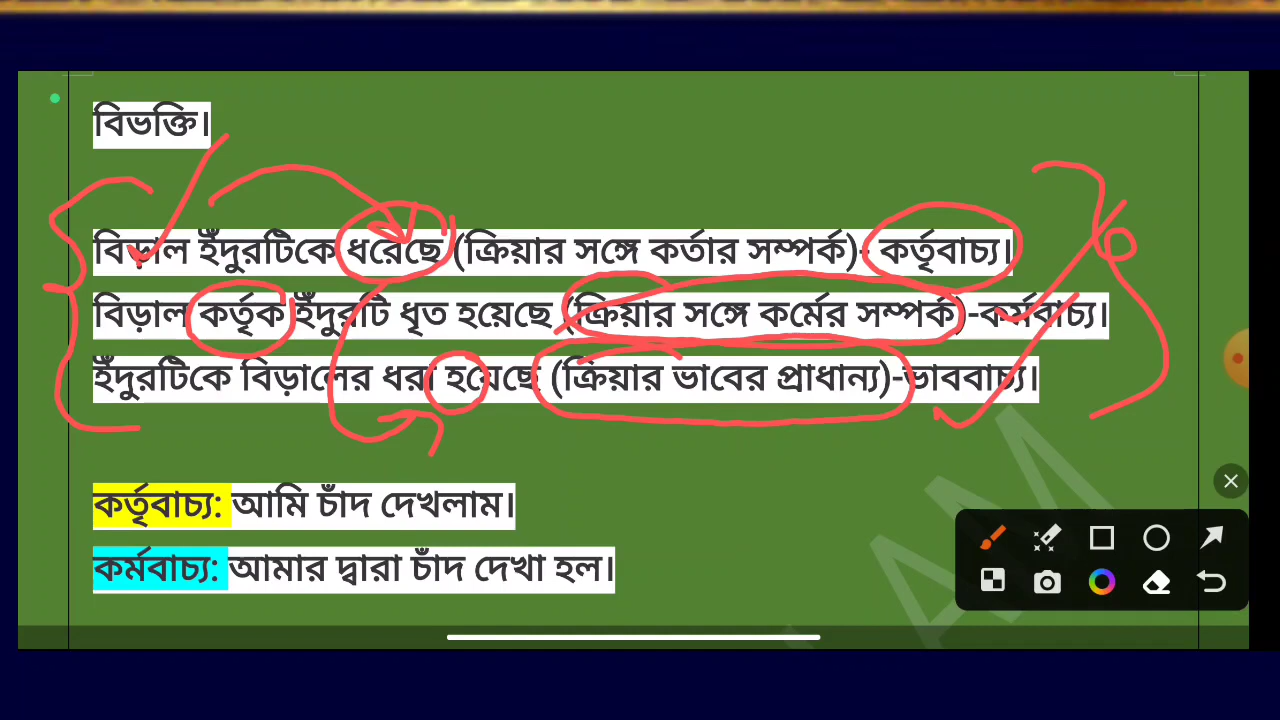 বিভক্তি।
বিড়াল ইঁদুরটিকে ধরেছে (ক্রিয়ার সঙ্গে কর্তার সম্পর্ক)- কর্তৃবাচ্য।
বিড়াল কর্তৃক ইঁদুরটি ধৃত হয়েছে (ক্রিয়ার সঙ্গে কর্মের সম্পর্ক)-কর্মবাচ্য।
ইঁদুরটিকে বিড়ালের ধরা হয়েছে (ক্রিয়ার ভাবের প্রাধান্য)-ভাববাচ্য।
কর্তৃবাচ্য: আমি চাঁদ দেখলাম।
কর্মবাচ্য: আমার দ্বারা চাঁদ দেখা হল।